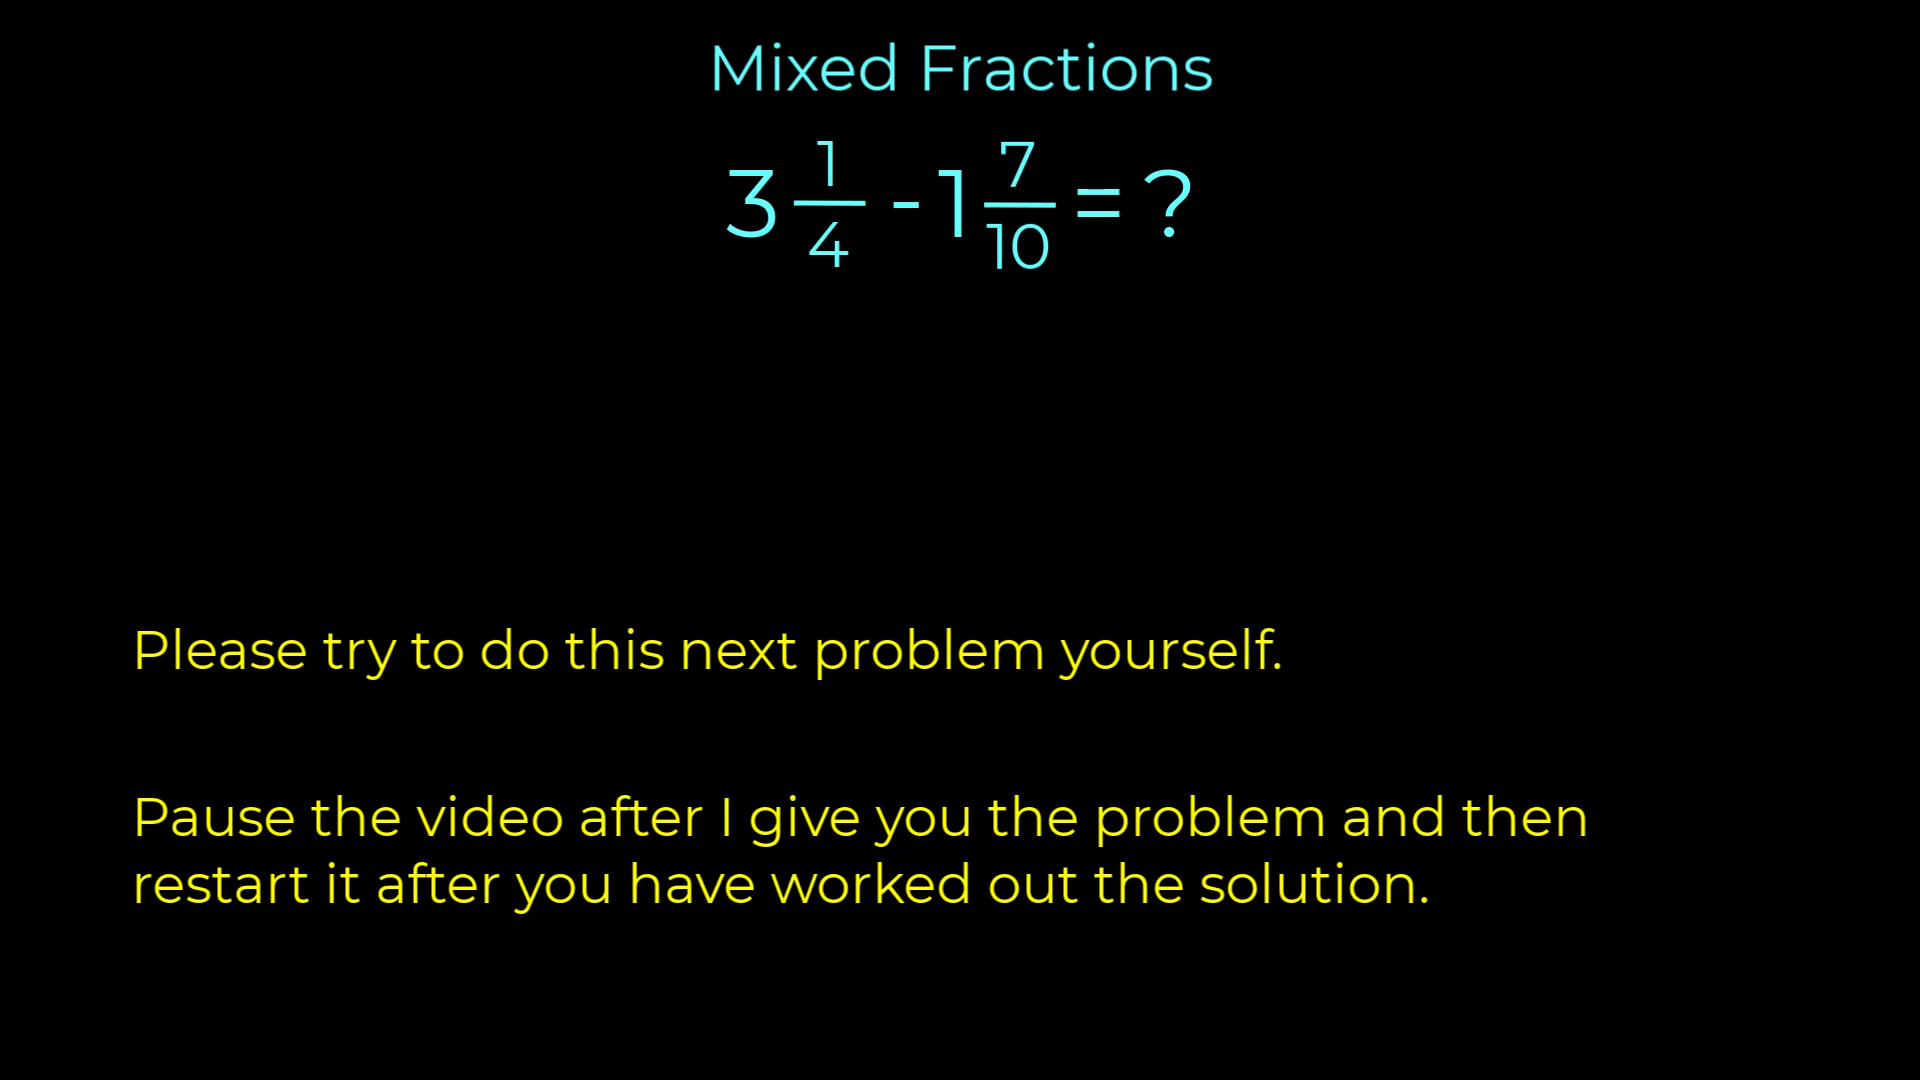 Mixed Fractions
3 1/4 - 1 7/10 = ?
Please try to do this next problem yourself.
Pause the video after I give you the problem and then
restart it after you have worked out the solution.